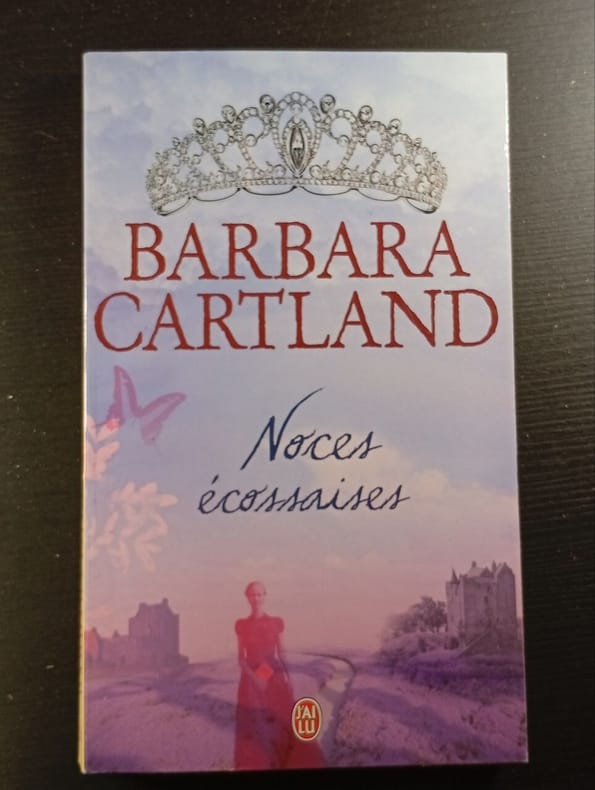 BARBARA
CARTLAND
Noces
écossaises
J'AI
LU